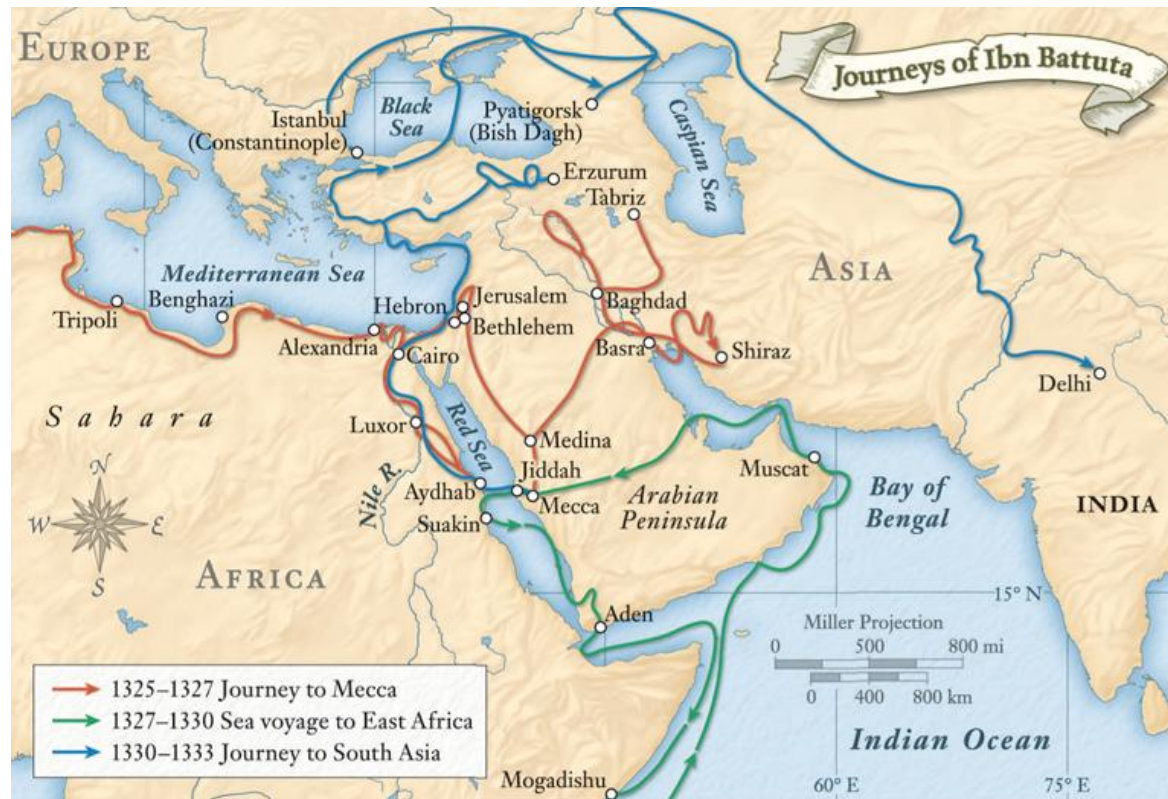 Journeys of Ibn Battuta
EUROPE
Black
Sea
Istanbul
(Constantinople)
Pyatigorsk
(Bish Dagh)
Caspian Sea
Erzurum
Tabriz
ASIA
Mediterranean Sea
Tripoli
Benghazi
Alexandria
Hebron
Jerusalem
Bethlehem
Cairo
Baghdad
Basra
Shiraz
Delhi
Sahara
Luxor
Red Sea
Medina
Nile R.
Aydhab
Jiddah
Mecca
Suakin
Arabian
Peninsula
Muscat
Bay of
Bengal
INDIA
N
W
E
S
AFRICA
Aden
15° N
Miller Projection
0 500 800 mi
0 400 800 km
1325–1327 Journey to Mecca
1327–1330 Sea voyage to East Africa
1330–1333 Journey to South Asia
Indian Ocean
Mogadishu
60° E
75° E